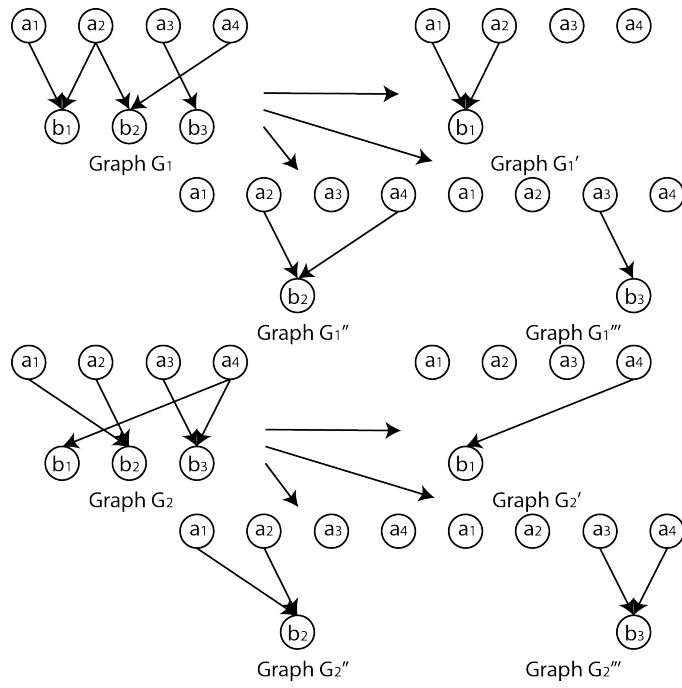 a1 a2 a3 a4 a1 a2 a3 a4
b1 b2 b3 b1
Graph G1 Graph G1'
a1 a2 a3 a4 a1 a2 a3 a4
b2 b3
Graph G1" Graph G1'"
a1 a2 a3 a4 a1 a2 a3 a4
b1 b2 b3 b1
Graph G2 Graph G2'
a1 a2 a3 a4 a1 a2 a3 a4
b2 b3
Graph G2" Graph G2'"